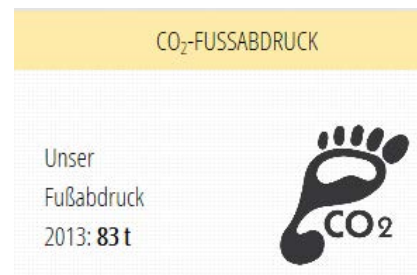 CO₂-FUSSABDRUCK
Unser
Fußabdruck
2013: 83 t
CO2